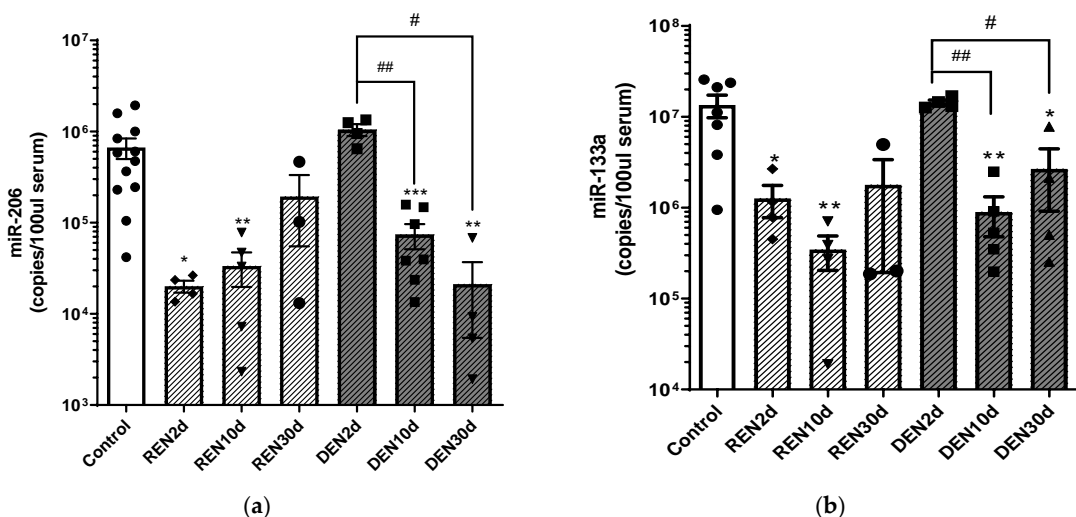 miR-206
(copies/100ul serum)
10⁷
10⁶
10⁵
10⁴
10³
*
**
***
**
##
#
Control
REN2d
REN10d
REN30d
DEN2d
DEN10d
DEN30d
(a)
miR-133a
(copies/100ul serum)
10⁸
10⁷
10⁶
10⁵
10⁴
*
**
**
*
##
#
Control
REN2d
REN10d
REN30d
DEN2d
DEN10d
DEN30d
(b)